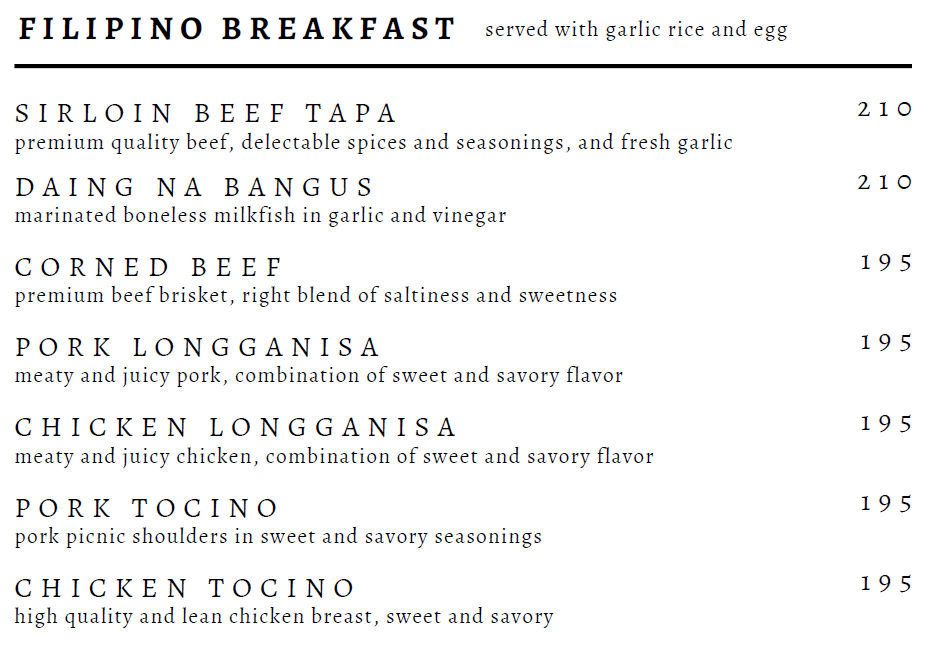 FILIPINO BREAKFAST served with garlic rice and egg
SIRLOIN BEEF TAPA 210
premium quality beef, delectable spices and seasonings, and fresh garlic
DAING NA BANGUS 210
marinated boneless milkfish in garlic and vinegar
CORNED BEEF 195
premium beef brisket, right blend of saltiness and sweetness
PORK LONGGANISA 195
meaty and juicy pork, combination of sweet and savory flavor
CHICKEN LONGGANISA 195
meaty and juicy chicken, combination of sweet and savory flavor
PORK TOCINO 195
pork picnic shoulders in sweet and savory seasonings
CHICKEN TOCINO 195
high quality and lean chicken breast, sweet and savory